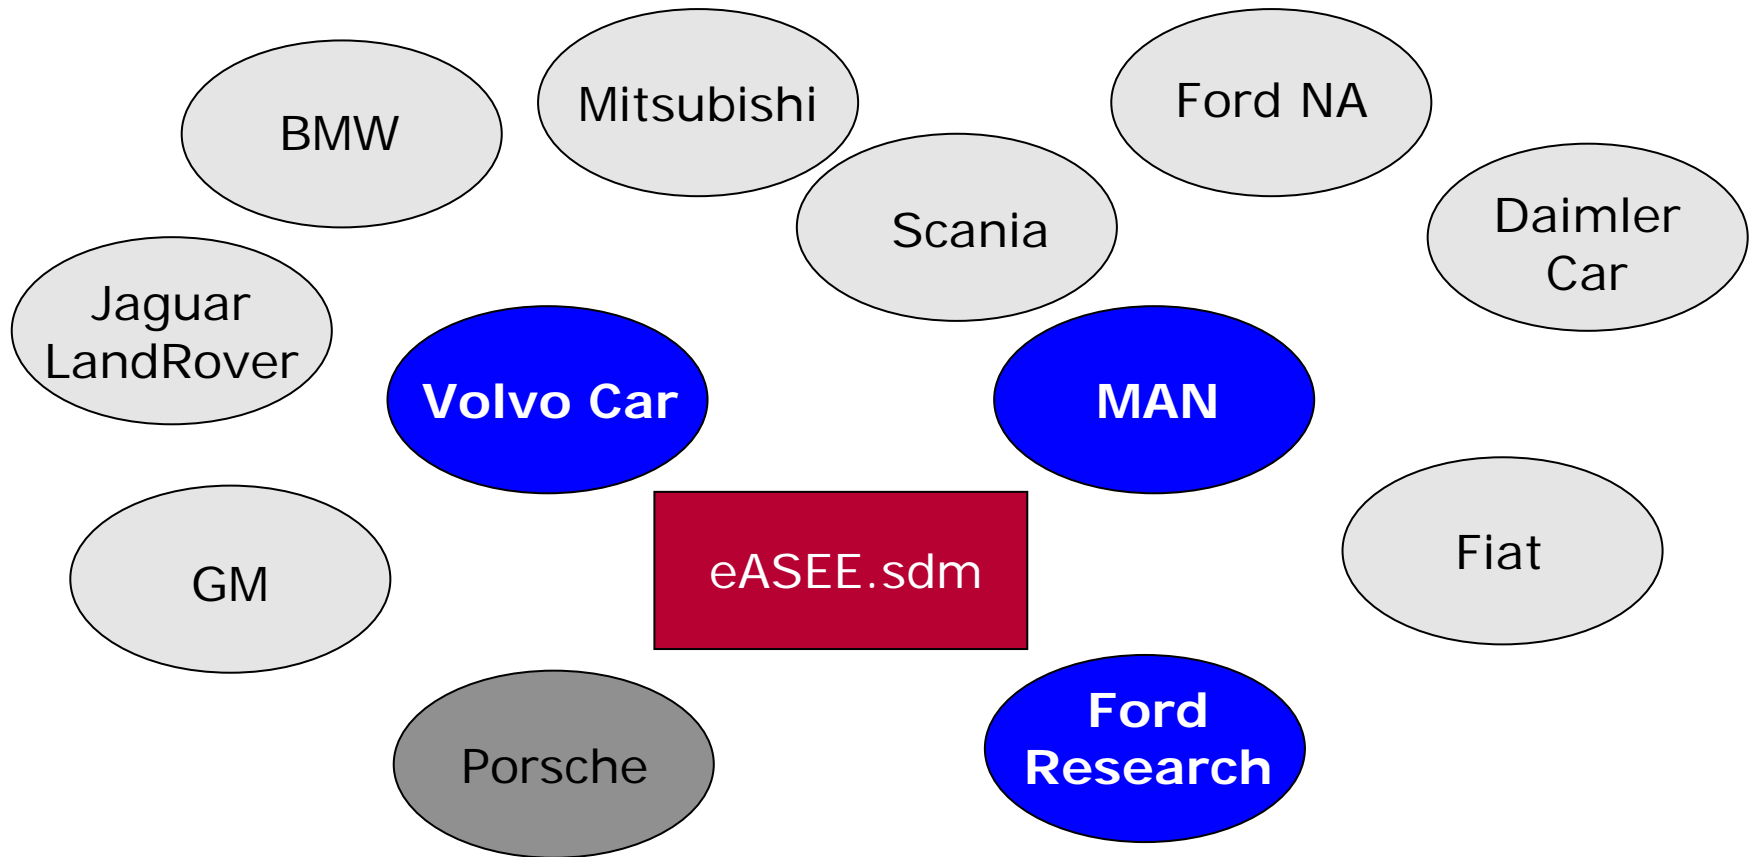 Mitsubishi
Ford NA
BMW
Scania
Daimler
Car
Jaguar
LandRover
Volvo Car
MAN
Fiat
eASEE.sdm
GM
Ford
Research
Porsche